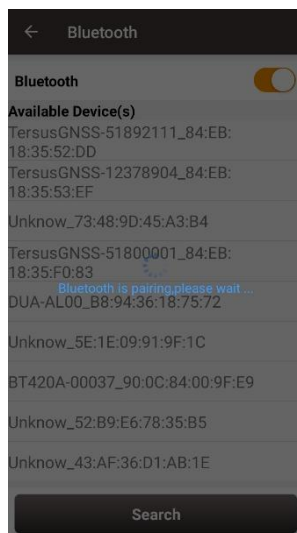 Bluetooth
Bluetooth
Available Device(s)
TersusGNSS-51892111_84:EB:
18:35:52:DD
TersusGNSS-12378904_84:EB:
18:35:53:EF
Unknow_73:48:9D:45:A3:B4
TersusGNSS-51800001_84:EB:
18:35:F0:83
Bluetooth is pairing,please wait ...
DUA-AL00_B8:94:36:18:75:72
Unknow_5E:1E:09:91:9F:1C
BT420A-00037_90:0C:84:00:9F:E9
Unknow_52:B9:E6:78:35:B5
Unknow_43:AF:36:D1:AB:1E
Search